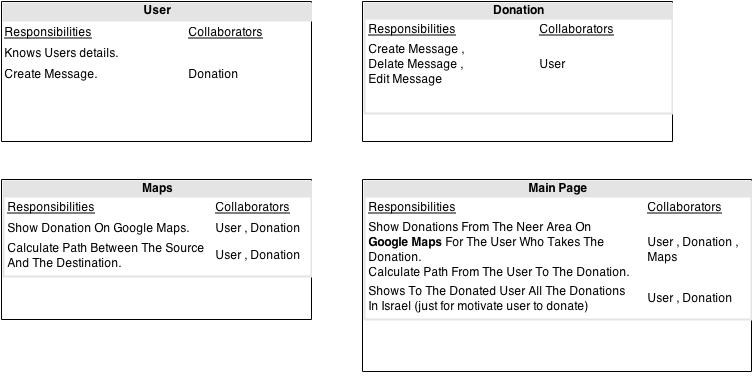 User
Responsibilities Collaborators
Knows Users details.
Create Message. Donation
Donation
Responsibilities Collaborators
Create Message ,
Delate Message , User
Edit Message
Maps
Responsibilities Collaborators
Show Donation On Google Maps. User , Donation
Calculate Path Between The Source
And The Destination. User , Donation
Main Page
Responsibilities Collaborators
Show Donations From The Neer Area On
Google Maps For The User Who Takes The
Donation.
Calculate Path From The User To The Donation.
User , Donation ,
Maps
Shows To The Donated User All The Donations
In Israel (just for motivate user to donate)
User , Donation